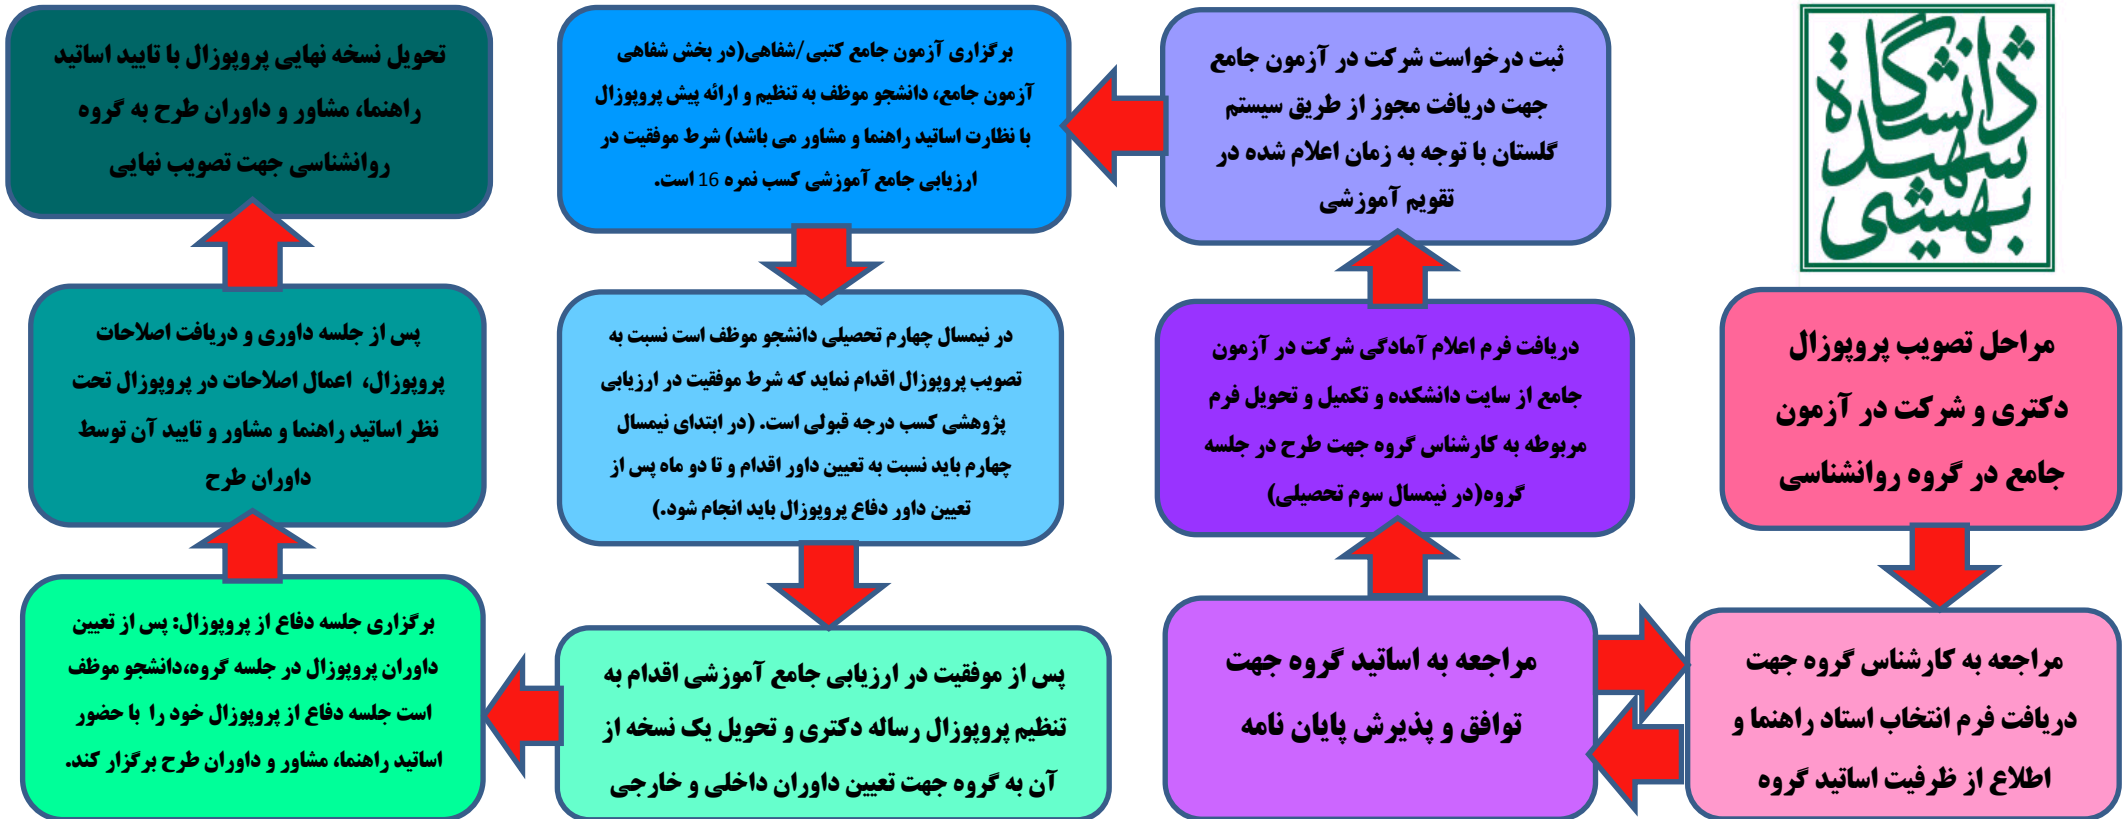 دانشگاه
شهید
بهشتی
مراحل تصویب پروپوزال
دکتری و شرکت در آزمون
جامع در گروه روانشناسی
مراجعه به کارشناس گروه جهت
دریافت فرم انتخاب استاد راهنما و
اطلاع از ظرفیت اساتید گروه
مراجعه به اساتید گروه جهت
توافق و پذیرش پایان نامه
دریافت فرم اعلام آمادگی شرکت در آزمون
جامع از سایت دانشکده و تکمیل و تحویل فرم
مربوطه به کارشناس گروه جهت طرح در جلسه
گروه(در نیمسال سوم تحصیلی)
ثبت درخواست شرکت در آزمون جامع
جهت دریافت مجوز از طریق سیستم
گلستان با توجه به زمان اعلام شده در
تقویم آموزشی
برگزاری آزمون جامع کتبی/شفاهی(در بخش شفاهی
آزمون جامع، دانشجو موظف به تنظیم و ارائه پیش پروپوزال
با نظارت اساتید راهنما و مشاور می باشد) شرط موفقیت در
ارزیابی جامع آموزشی کسب نمره 16 است.
در نیمسال چهارم تحصیلی دانشجو موظف است نسبت به
تصویب پروپوزال اقدام نماید که شرط موفقیت در ارزیابی
پژوهشی کسب درجه قبولی است. (در ابتدای نیمسال
چهارم باید نسبت به تعیین داور اقدام و تا دو ماه پس از
تعیین داور دفاع پروپوزال باید انجام شود.)
پس از موفقیت در ارزیابی جامع آموزشی اقدام به
تنظیم پروپوزال رساله دکتری و تحویل یک نسخه از
آن به گروه جهت تعیین داوران داخلی و خارجی
برگزاری جلسه دفاع از پروپوزال: پس از تعیین
داوران پروپوزال در جلسه گروه،دانشجو موظف
است جلسه دفاع از پروپوزال خود را با حضور
اساتید راهنما، مشاور و داوران طرح برگزار کند.
پس از جلسه داوری و دریافت اصلاحات
پروپوزال، اعمال اصلاحات در پروپوزال تحت
نظر اساتید راهنما و مشاور و تایید آن توسط
داوران طرح
تحویل نسخه نهایی پروپوزال با تایید اساتید
راهنما، مشاور و داوران طرح به گروه
روانشناسی جهت تصویب نهایی